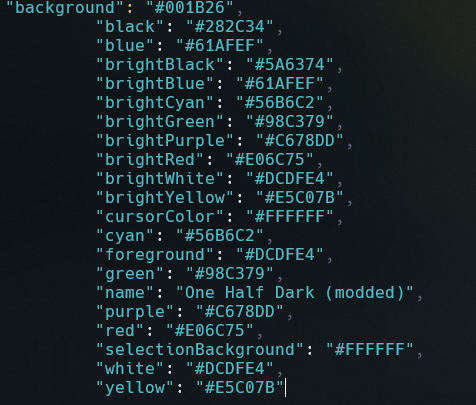 "background": "#001B26",
"black": "#282C34",
"blue": "#61AFEF",
"brightBlack": "#5A6374",
"brightBlue": "#61AFEF",
"brightCyan": "#56B6C2",
"brightGreen": "#98C379",
"brightPurple": "#C678DD",
"brightRed": "#E06C75",
"brightWhite": "#DCDFE4",
"brightYellow": "#E5C07B",
"cursorColor": "#FFFFFF",
"cyan": "#56B6C2",
"foreground": "#DCDFE4",
"green": "#98C379",
"name": "One Half Dark (modded)",
"purple": "#C678DD",
"red": "#E06C75",
"selectionBackground": "#FFFFFF",
"white": "#DCDFE4",
"yellow": "#E5C07B"